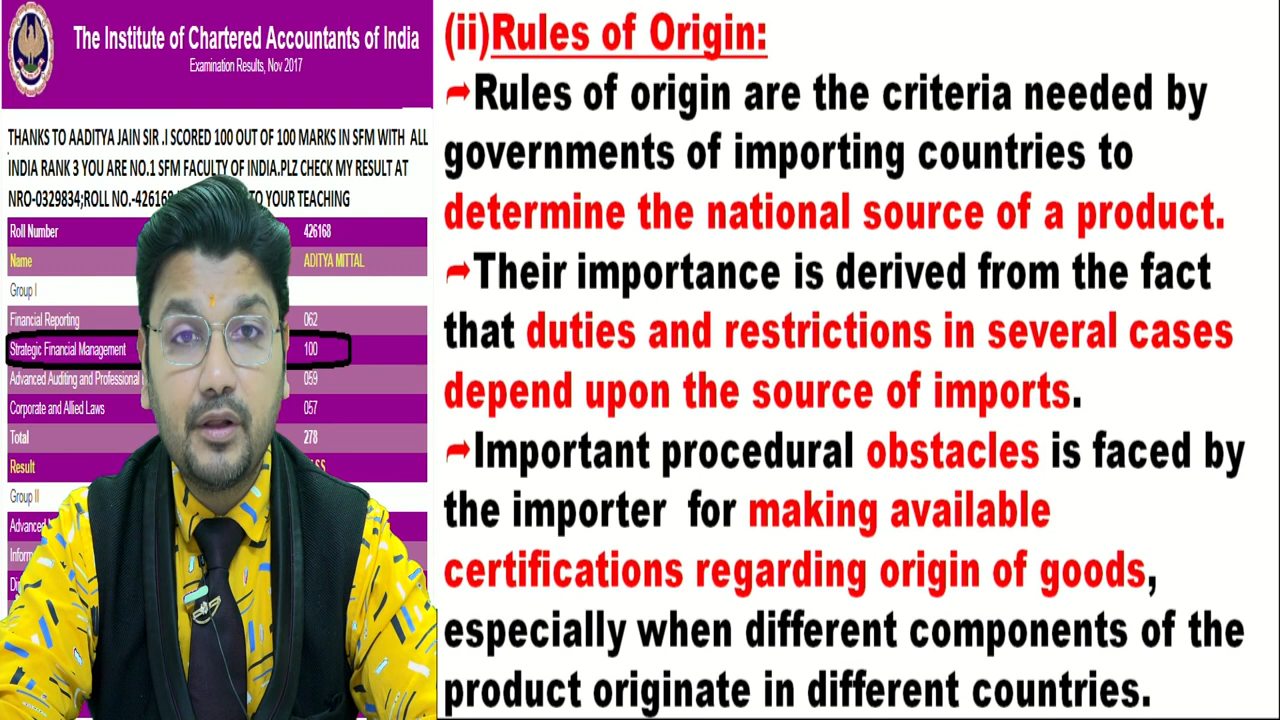 The Institute of Chartered Accountants of India
Examination Results, Nov 2017
THANKS TO AADITYA JAIN SIR .I SCORED 100 OUT OF 100 MARKS IN SFM WITH ALL
INDIA RANK 3 YOU ARE NO.1 SFM FACULTY OF INDIA.PLZ CHECK MY RESULT AT
NRO-0329834;ROLL NO.-426168 TO YOUR TEACHING
Roll Number 426168
Name ADITYA MITTAL
Group I
Financial Reporting 062
Strategic Financial Management 100
Advanced Auditing and Professional 059
Corporate and Allied Laws 057
Total 278
Result
Group II
(ii)Rules of Origin:
➦Rules of origin are the criteria needed by
governments of importing countries to
determine the national source of a product.
➦Their importance is derived from the fact
that duties and restrictions in several cases
depend upon the source of imports.
➦Important procedural obstacles is faced by
the importer for making available
certifications regarding origin of goods,
especially when different components of the
product originate in different countries.